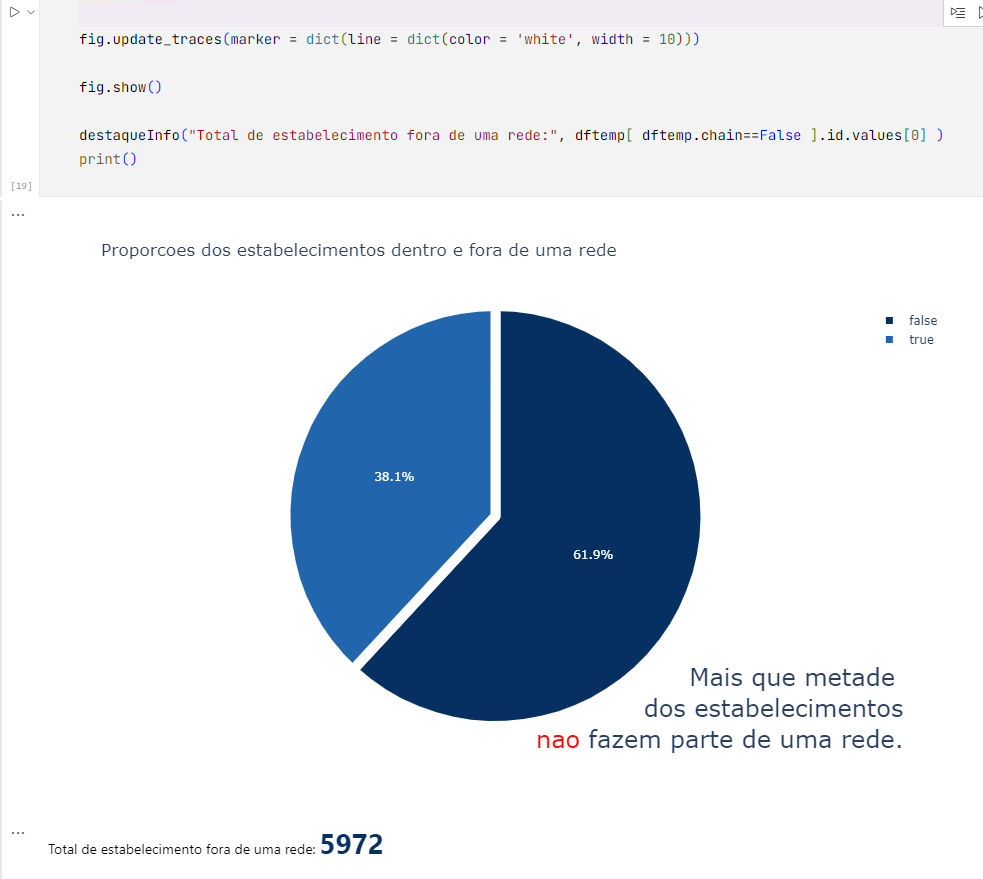 fig.update_traces(marker = dict(line = dict(color = 'white', width = 10)))
fig.show()
destaqueInfo("Total de estabelecimento fora de uma rede:", dftemp[ dftemp.chain==False ].id.values[0] )
print()
[19]
...
Proporcoes dos estabelecimentos dentro e fora de uma rede
false
true
38.1%
61.9%
Mais que metade
dos estabelecimentos
nao fazem parte de uma rede.
...
Total de estabelecimento fora de uma rede: 5972